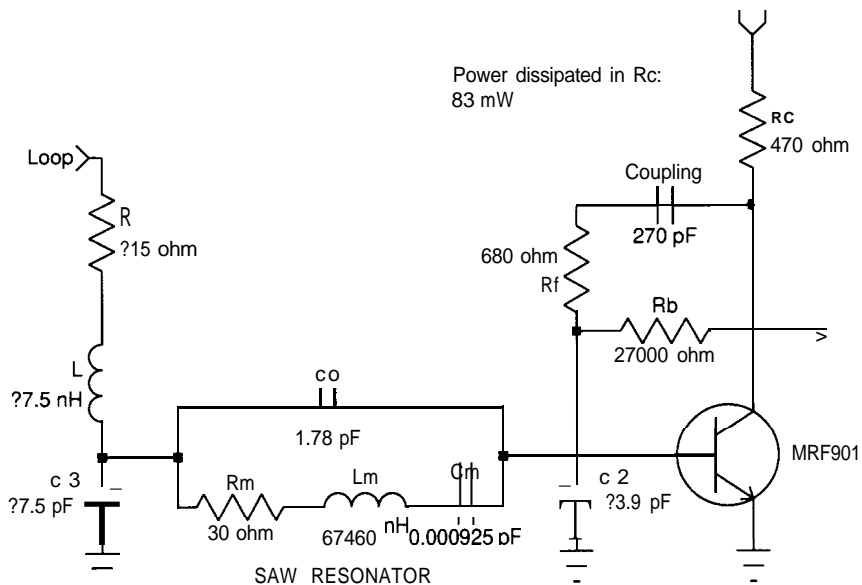 Power dissipated in Rc:
83 mW
RC
470 ohm
Loop
Coupling
270 pF
R
?15 ohm
680 ohm
Rf
Rb
27000 ohm
L
?7.5 nH
co
1.78 pF
MRF901
c 3
?7.5 pF
Rm
30 ohm
Lm
67460 nH
Cm
0.000925 pF
c 2
?3.9 pF
SAW RESONATOR